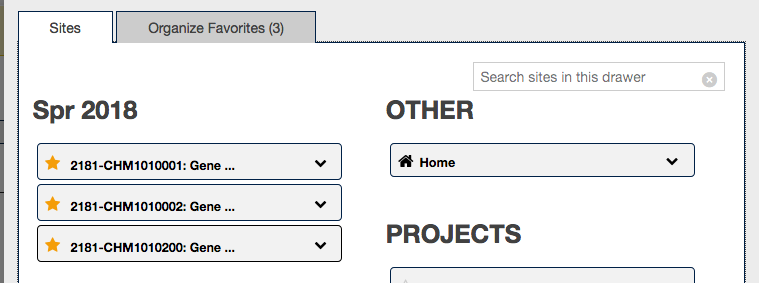 Sites
Organize Favorites (3)
Search sites in this drawer
Spr 2018
2181-CHM1010001: Gene ...
2181-CHM1010002: Gene ...
2181-CHM1010200: Gene ...
OTHER
Home
PROJECTS